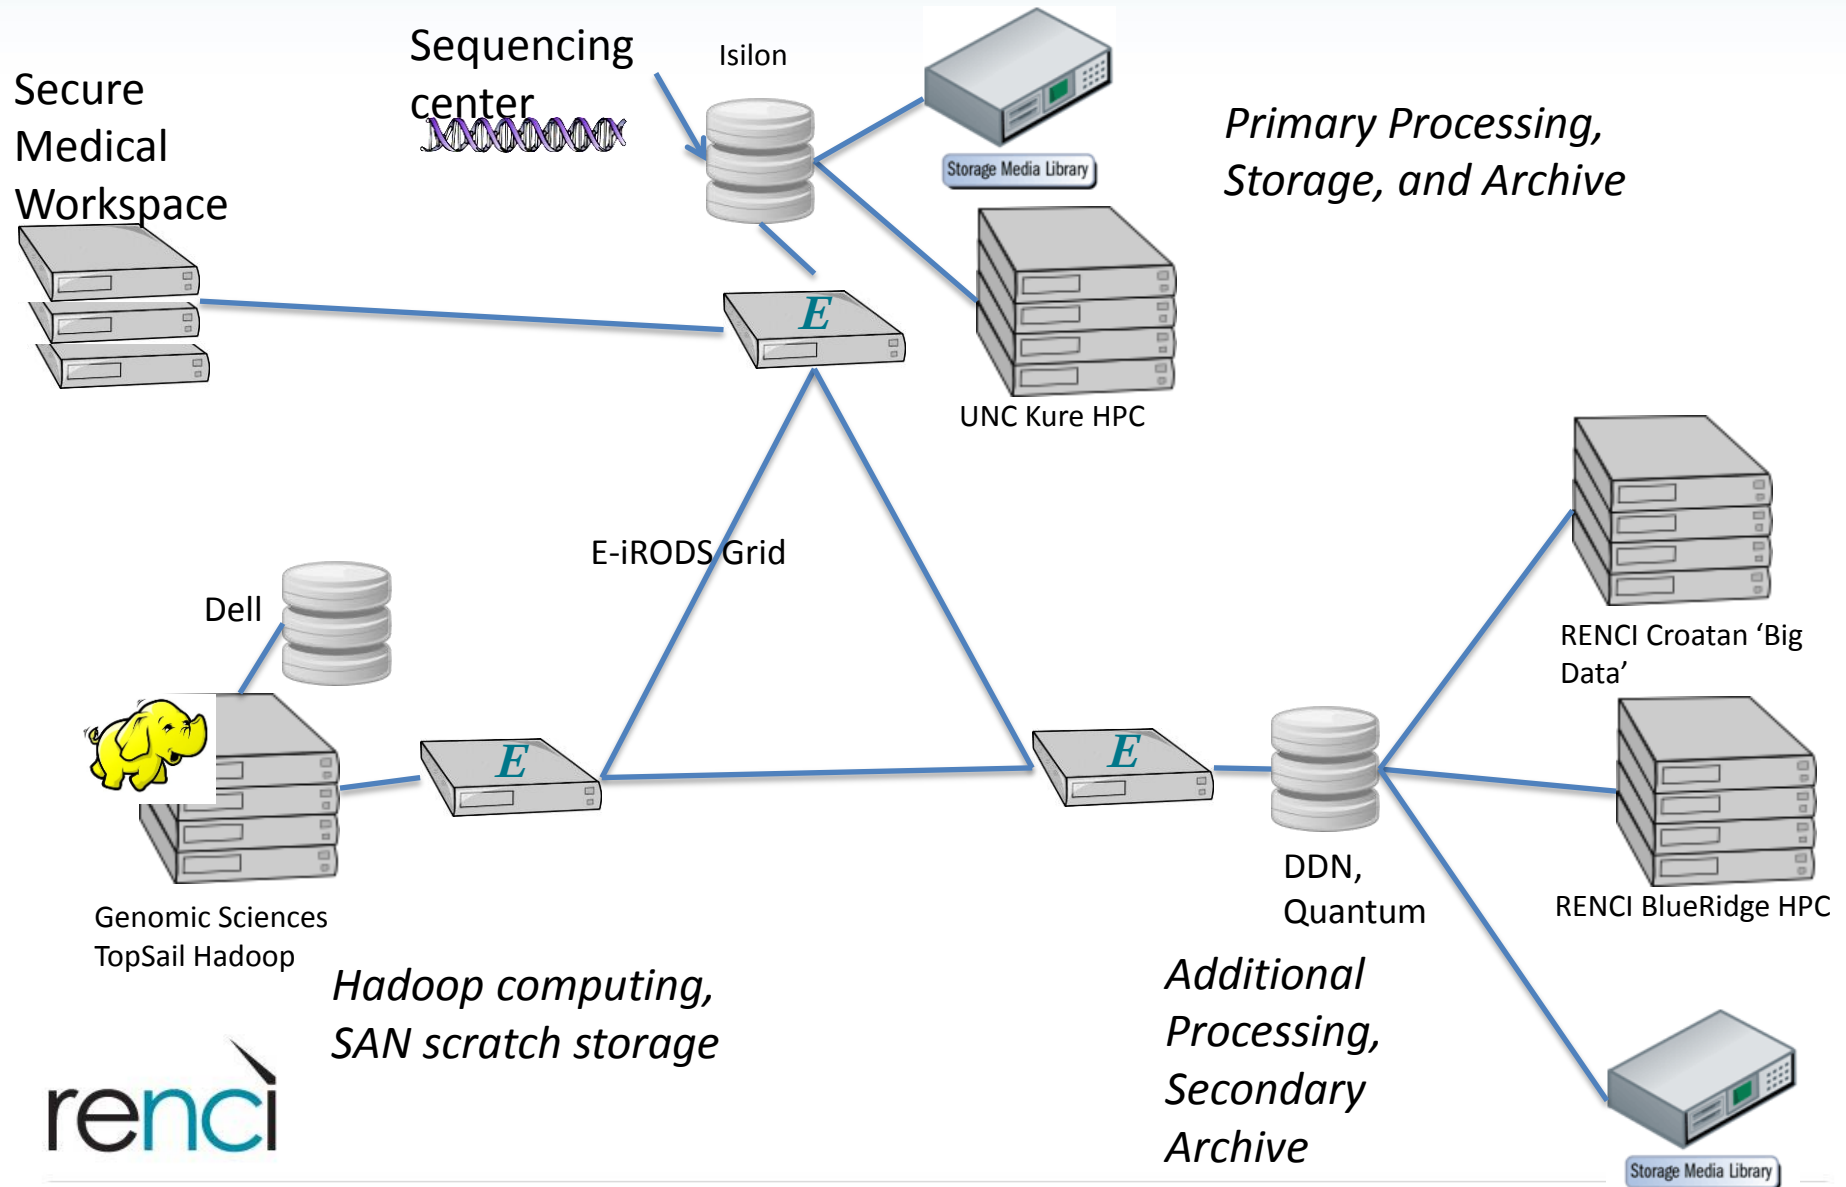 Secure
Medical
Workspace
Sequencing
center
Isilon
Storage Media Library
Primary Processing,
Storage, and Archive
E
UNC Kure HPC
E-iRODS Grid
Dell
RENCI Croatan ‘Big
Data’
E
E
DDN,
Quantum
RENCI BlueRidge HPC
Genomic Sciences
TopSail Hadoop
Hadoop computing,
SAN scratch storage
Additional
Processing,
Secondary
Archive
renci
Storage Media Library